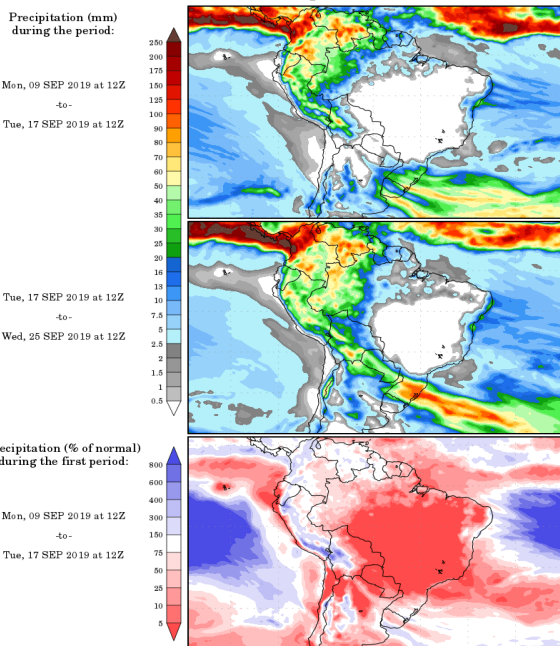 Precipitation (mm)
during the period:
Mon, 09 SEP 2019 at 12Z
-to-
Tue, 17 SEP 2019 at 12Z
250
200
175
150
125
100
90
80
70
60
50
40
35
30
25
20
16
13
10
7.5
5
2.5
2
1.5
1
0.5
Tue, 17 SEP 2019 at 12Z
-to-
Wed, 25 SEP 2019 at 12Z
ecipitation (% of normal)
during the first period:
Mon, 09 SEP 2019 at 12Z
-to-
Tue, 17 SEP 2019 at 12Z
800
600
400
300
150
75
50
25
10
5